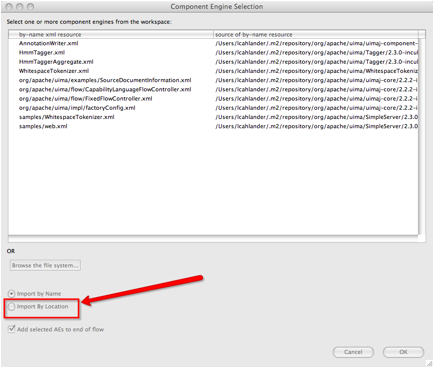 Component Engine Selection
Select one or more component engines from the workspace:
by-name xml resource source of by-name resource
AnnotationWriter.xml /Users/lcahlander/.m2/repository/org/apache/uima/uimaj-component-
HmmTagger.xml /Users/lcahlander/.m2/repository/org/apache/uima/Tagger/2.3.0-incul
HmmTaggerAggregate.xml /Users/lcahlander/.m2/repository/org/apache/uima/Tagger/2.3.0-incul
WhitespaceTokenizer.xml /Users/lcahlander/.m2/repository/org/apache/uima/WhitespaceTokeniz
org/apache/uima/examples/SourceDocumentInformation.xml /Users/lcahlander/.m2/repository/org/apache/uima/uimaj-core/2.2.2-i
org/apache/uima/flow/CapabilityLanguageFlowController.xml /Users/lcahlander/.m2/repository/org/apache/uima/uimaj-core/2.2.2-i
org/apache/uima/flow/FixedFlowController.xml /Users/lcahlander/.m2/repository/org/apache/uima/uimaj-core/2.2.2-i
org/apache/uima/impl/factoryConfig.xml /Users/lcahlander/.m2/repository/org/apache/uima/uimaj-core/2.2.2-i
samples/WhitespaceTokenizer.xml /Users/lcahlander/.m2/repository/org/apache/uima/SimpleServer/2.3.0
samples/web.xml /Users/lcahlander/.m2/repository/org/apache/uima/SimpleServer/2.3.0
OR
Browse the file system...
Import by Name
Import By Location
Add selected AEs to end of flow
Cancel OK